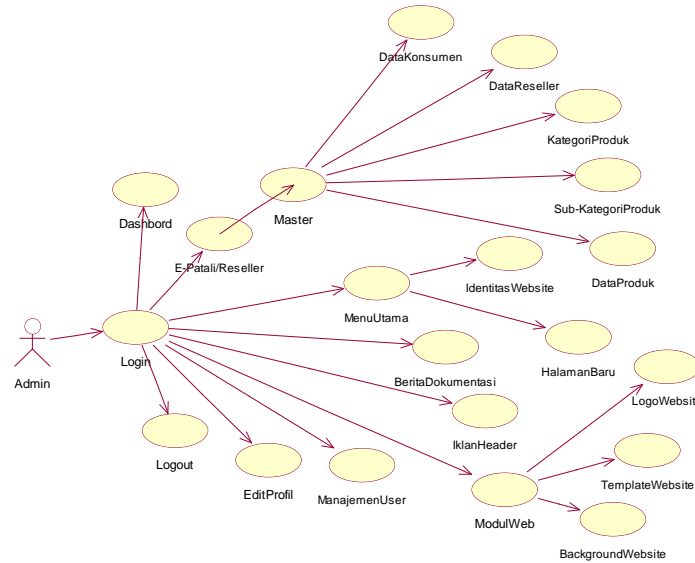 DataKonsumen
DataReseller
KategoriProduk
Sub-KategoriProduk
Master
Dashbord
DataProduk
E-Patali/Reseller
IdentitasWebsite
MenuUtama
Login
HalamanBaru
Admin
BeritaDokumentasi
LogoWebsite
IklanHeader
Logout
TemplateWebsite
EditProfil
ManajemenUser
ModulWeb
BackgroundWebsite